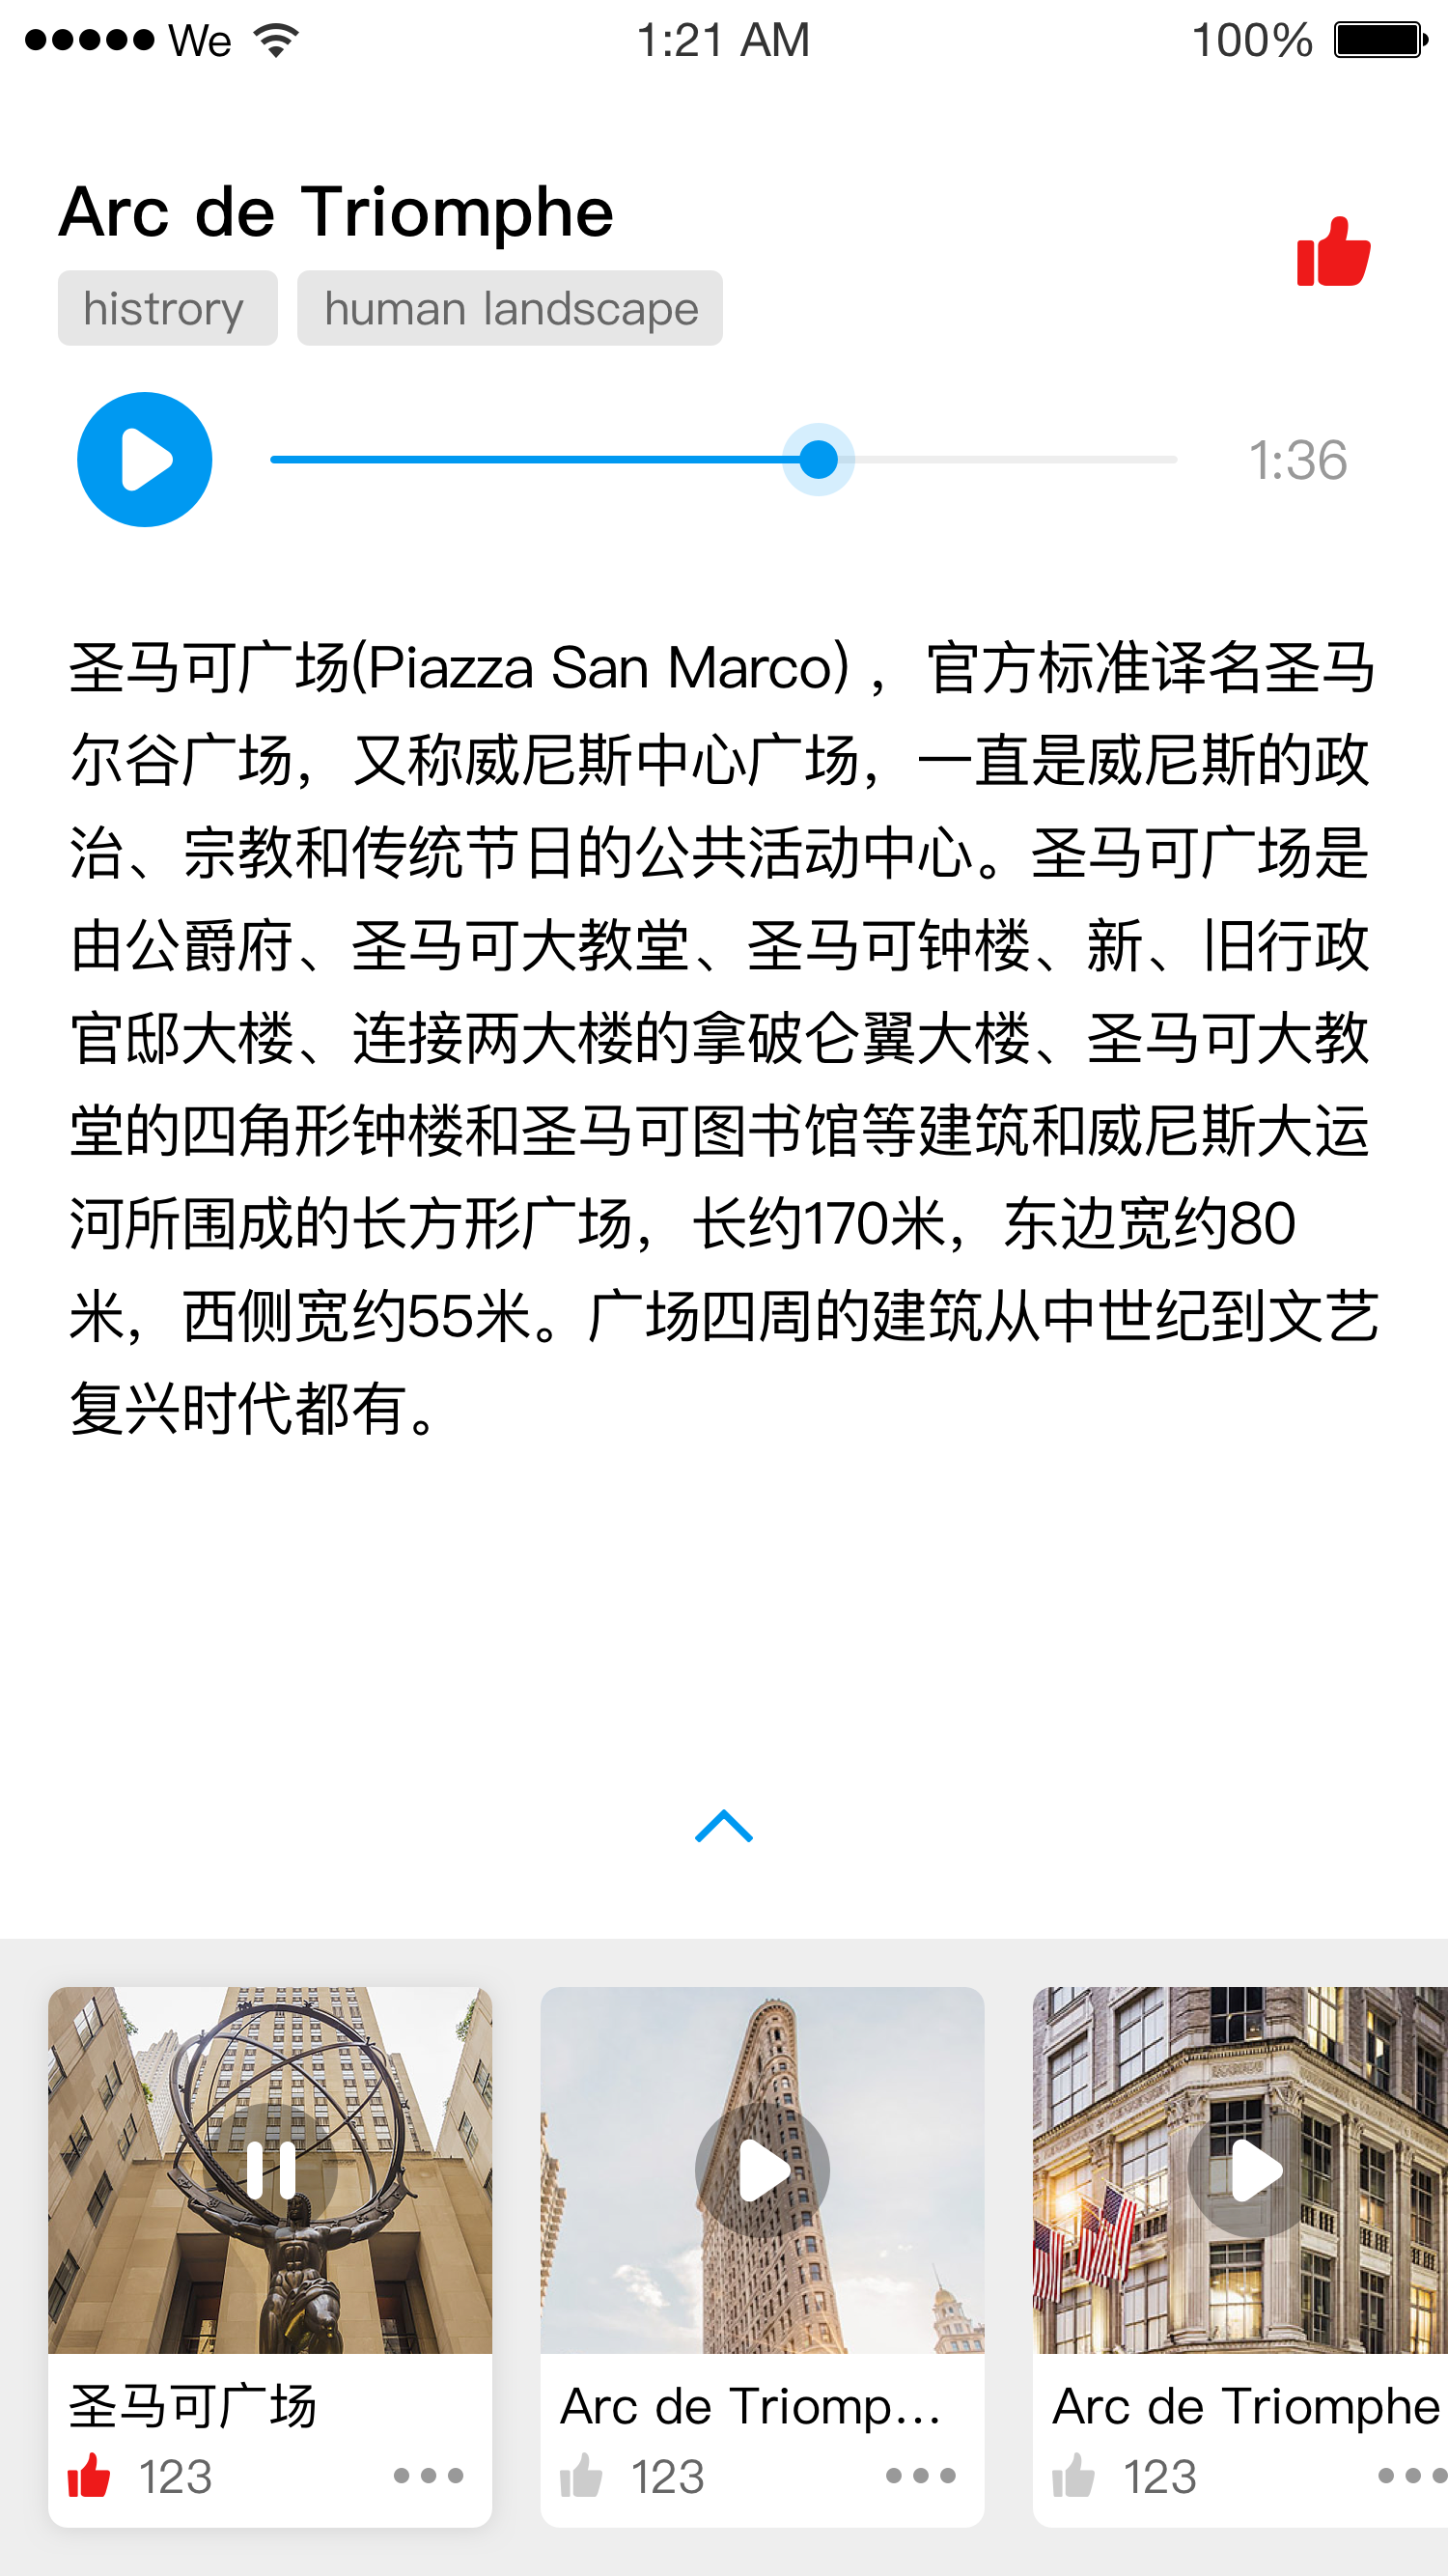 We
1:21 AM
100%
Arc de Triomphe
histrory
human landscape
1:36
圣马可广场(Piazza San Marco) ，官方标准译名圣马
尔谷广场，又称威尼斯中心广场，一直是威尼斯的政
治、宗教和传统节日的公共活动中心。圣马可广场是
由公爵府、圣马可大教堂、圣马可钟楼、新、旧行政
官邸大楼、连接两大楼的拿破仑翼大楼、圣马可大教
堂的四角形钟楼和圣马可图书馆等建筑和威尼斯大运
河所围成的长方形广场，长约170米，东边宽约80
米，西侧宽约55米。广场四周的建筑从中世纪到文艺
复兴时代都有。
圣马可广场
123
Arc de Triomp...
123
Arc de Triomphe
123